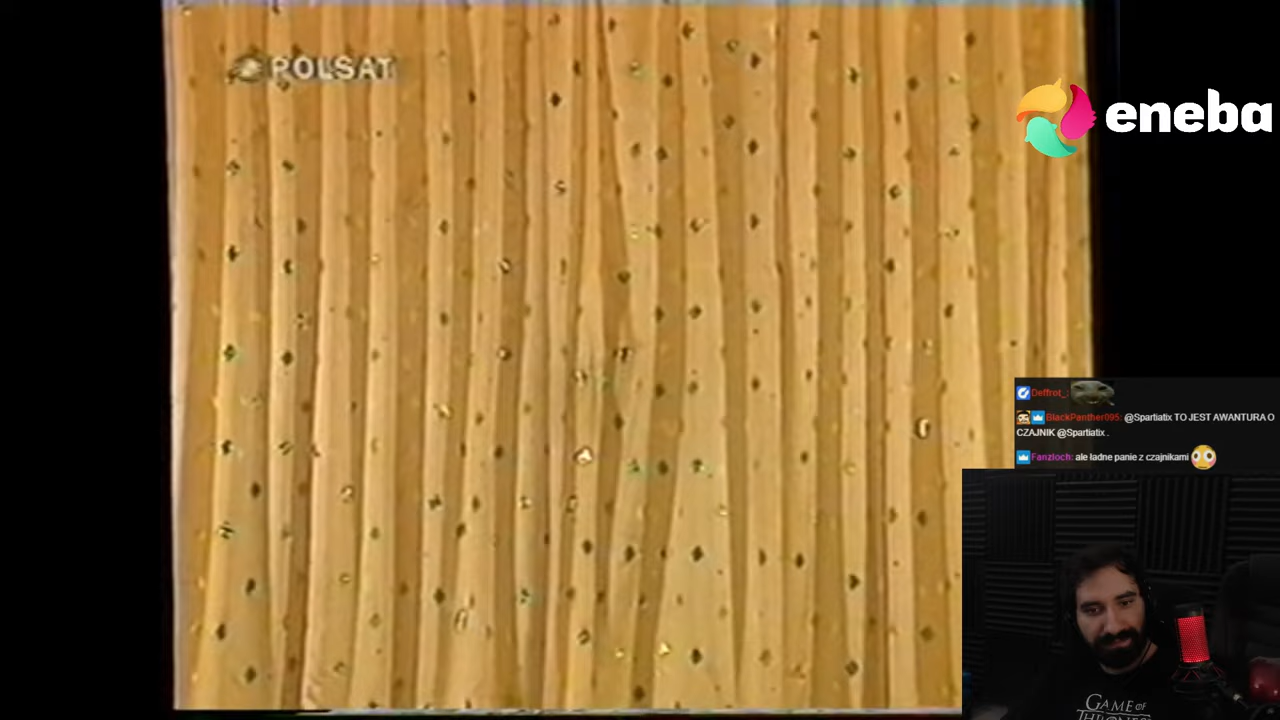 POLSAT
eneba
Deffrot_:
BlackPanther095: @Spartiatix TO JEST AWANTURA O
CZAJNIK @Spartiatix .
Fanzloch: ale ładne panie z czajnikami
GAME OF
THRONES